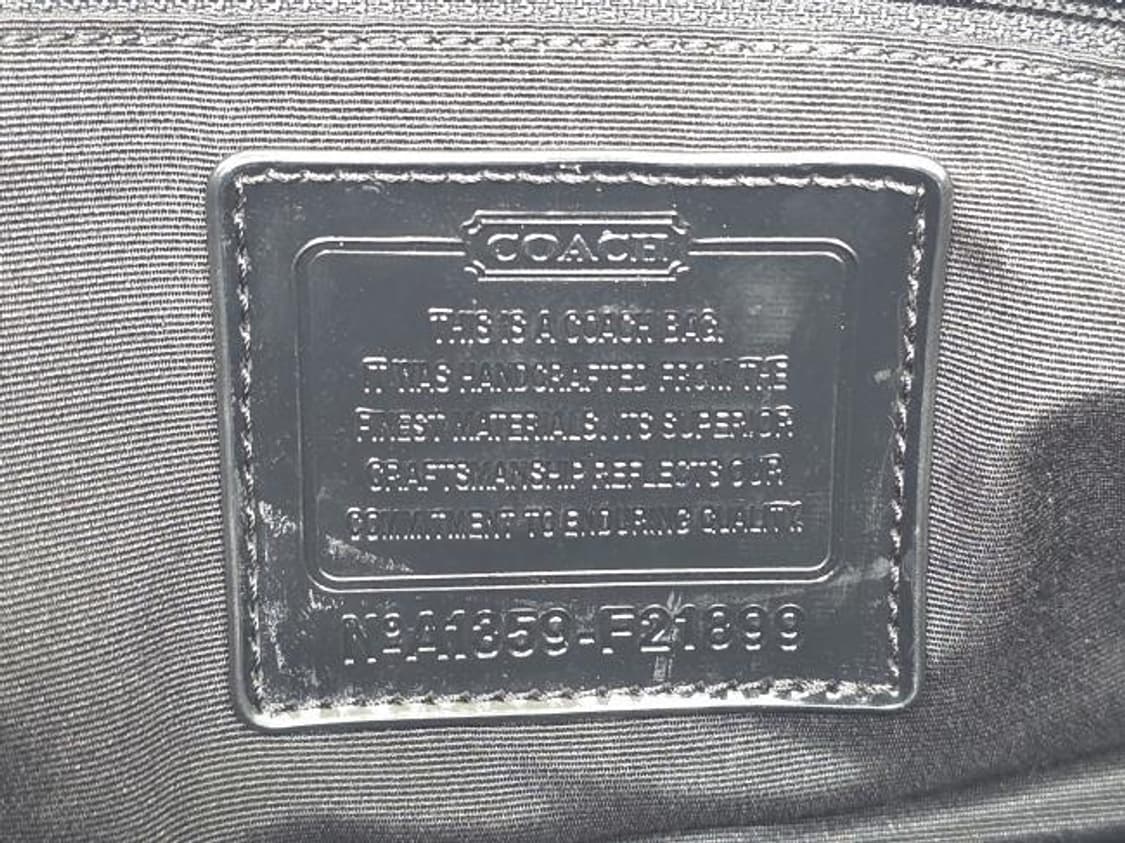 COACH
THIS IS A COACH BAG.
IT WAS HANDCRAFTED FROM THE
FINEST MATERIALS. ITS SUPERIOR
CRAFTSMANSHIP REFLECTS OUR
COMMITMENT TO ENDURING QUALITY.
Nº A1359-F21899